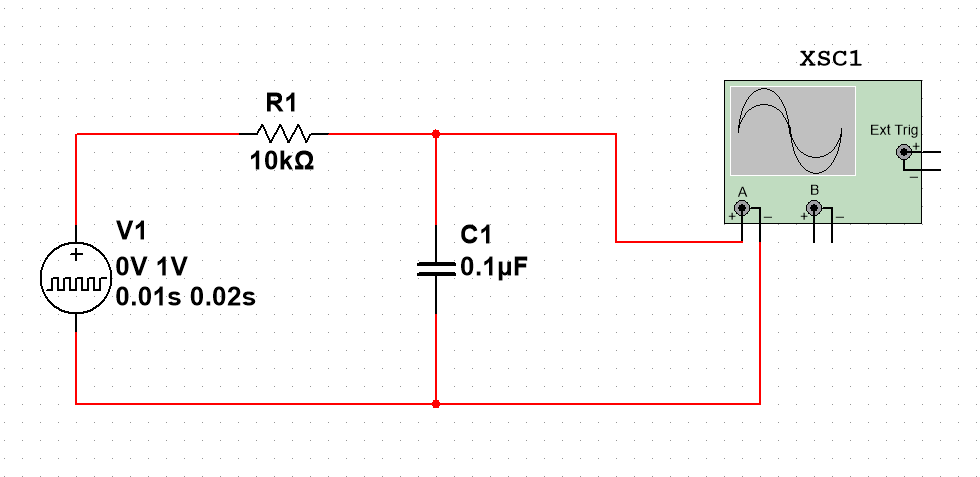 XSC1
Ext Trig
+
−
A
B
+ − + −
R1
10kΩ
V1
+
0V 1V
0.01s 0.02s
C1
0.1µF